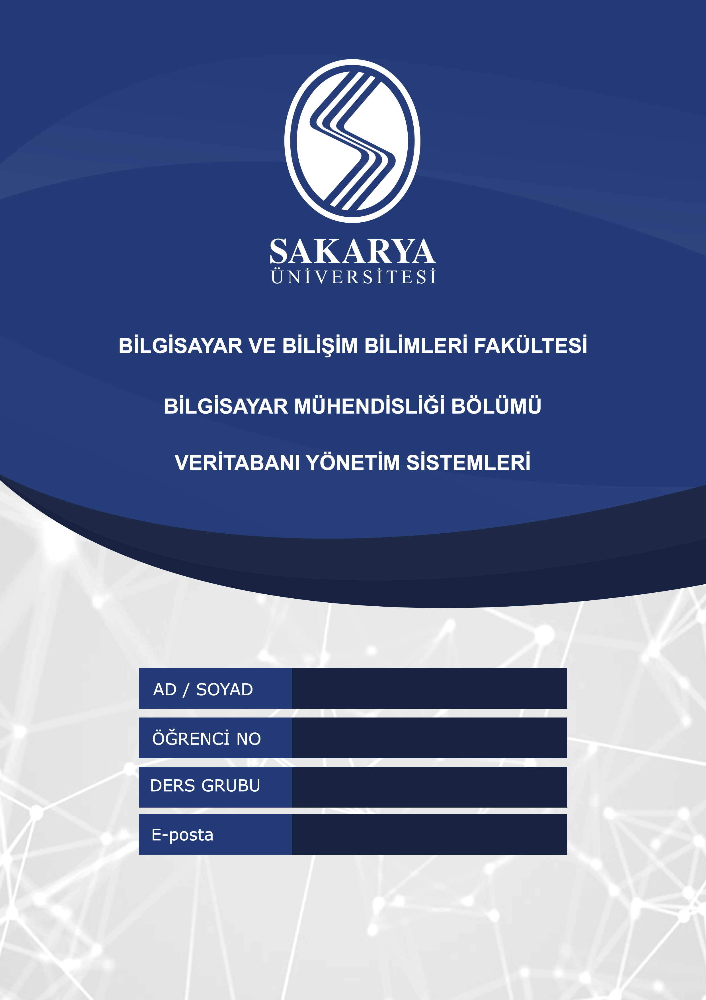 SAKARYA
ÜNİVERSİTESİ
BİLGİSAYAR VE BİLİŞİM BİLİMLERİ FAKÜLTESİ
BİLGİSAYAR MÜHENDİSLİĞİ BÖLÜMÜ
VERİTABANI YÖNETİM SİSTEMLERİ
AD / SOYAD
ÖĞRENCİ NO
DERS GRUBU
E-posta